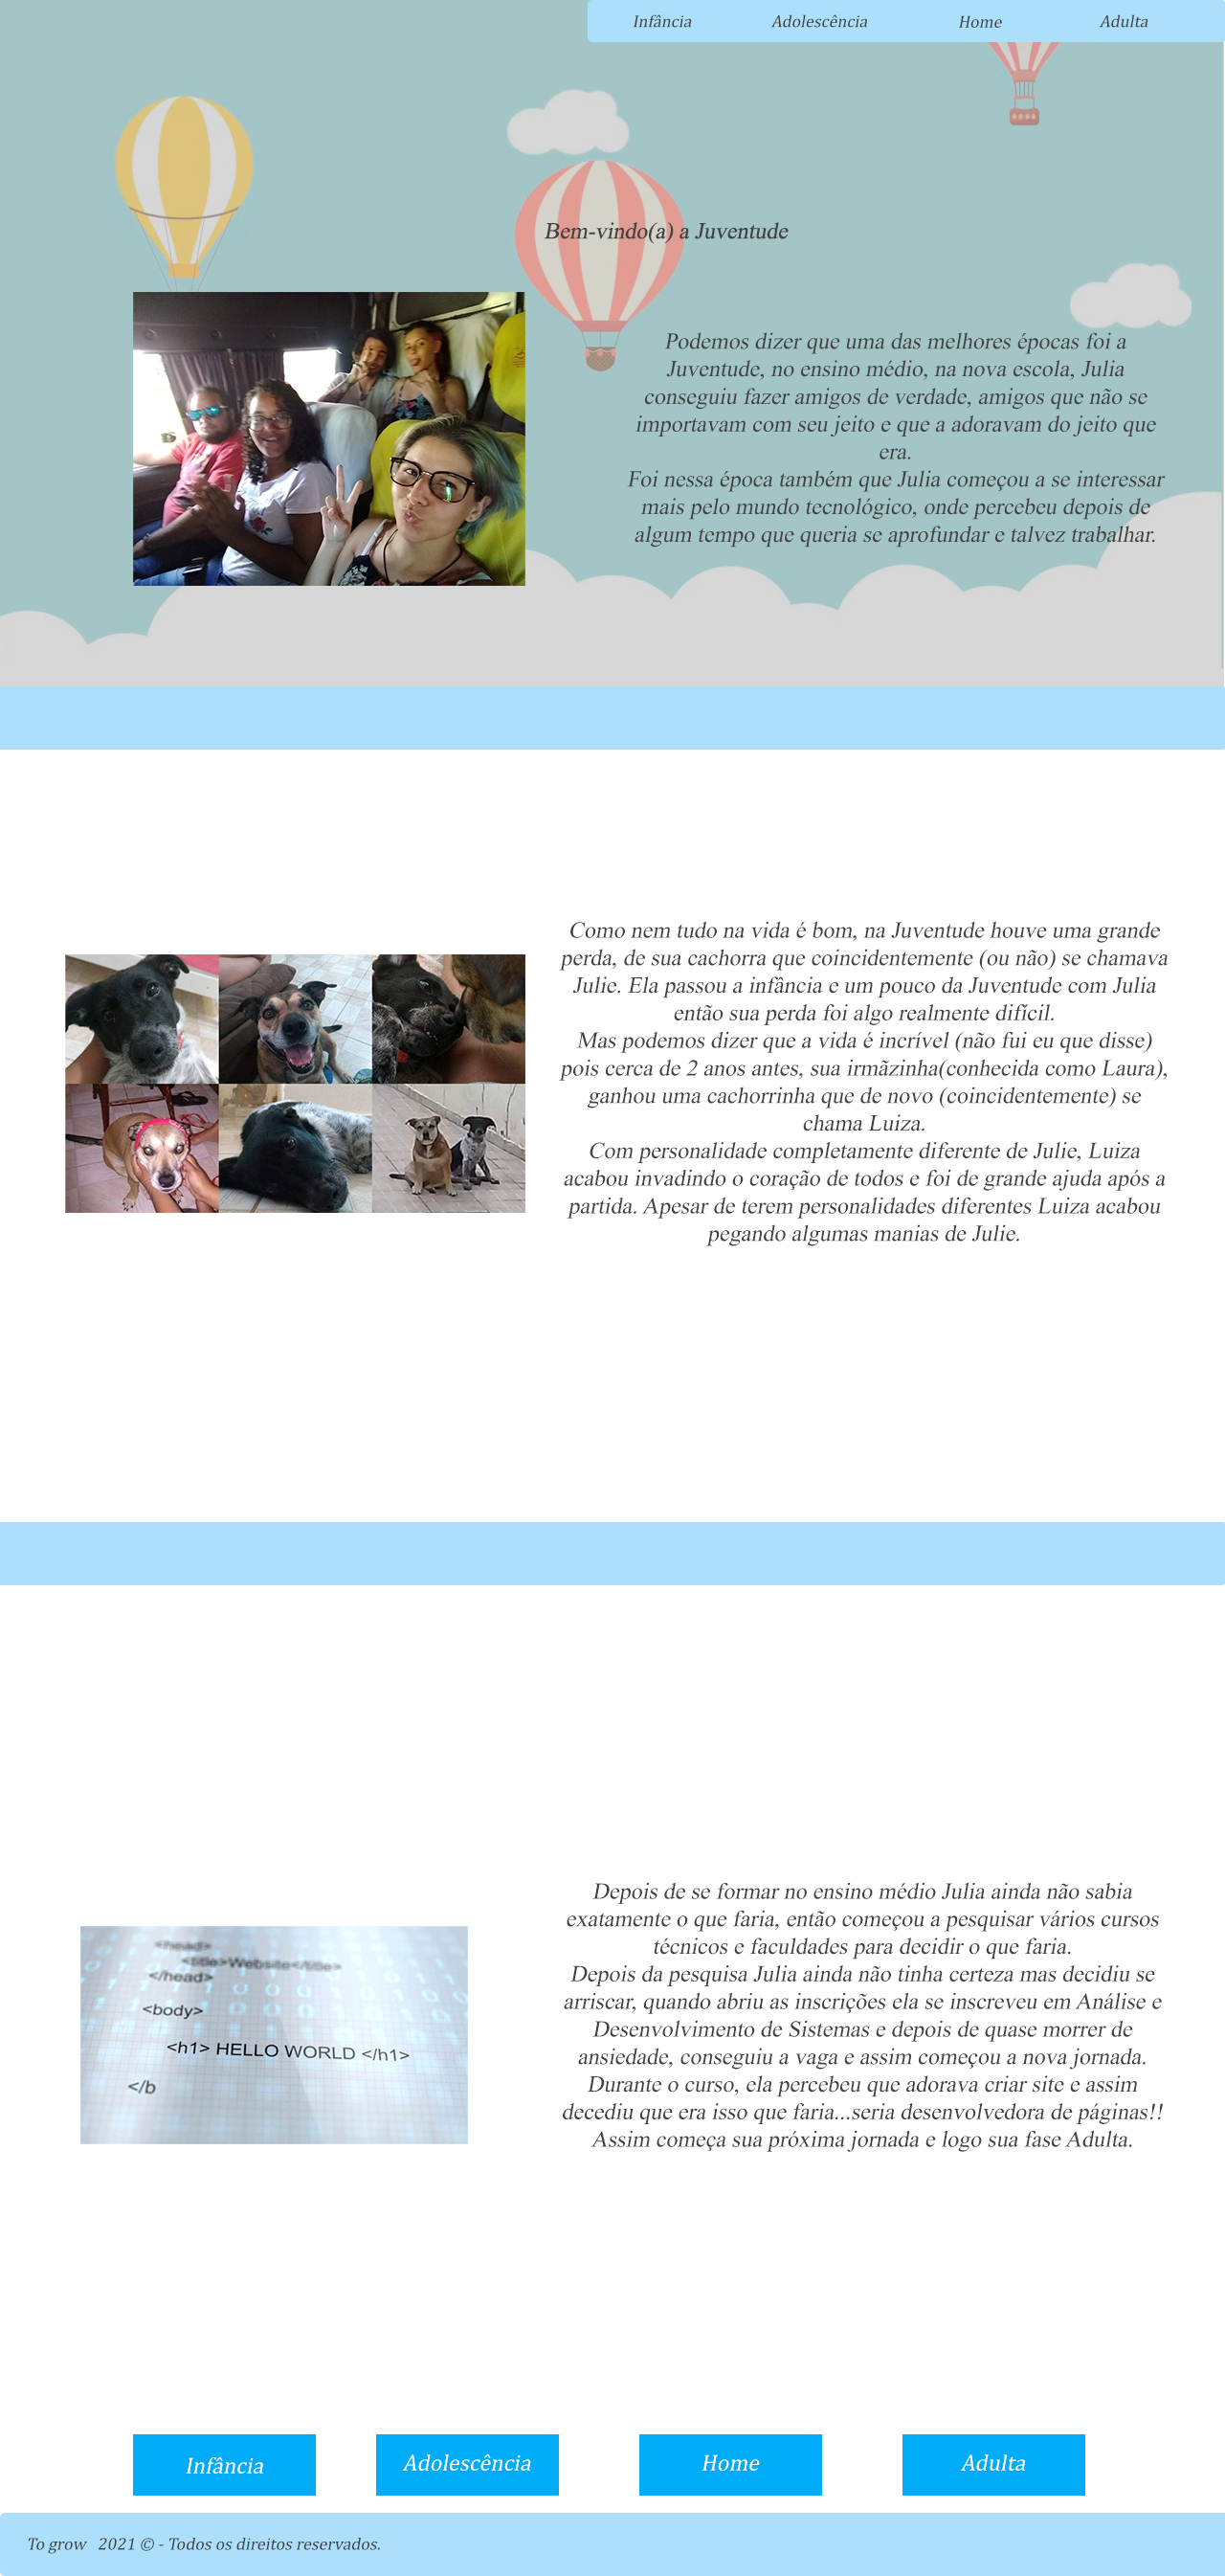 Infância Adolescência Home Adulta
Bem-vindo(a) a Juventude
Podemos dizer que uma das melhores épocas foi a
Juventude, no ensino médio, na nova escola, Julia
conseguiu fazer amigos de verdade, amigos que não se
importavam com seu jeito e que a adoravam do jeito que
era.
Foi nessa época também que Julia começou a se interessar
mais pelo mundo tecnológico, onde percebeu depois de
algum tempo que queria se aprofundar e talvez trabalhar.
Como nem tudo na vida é bom, na Juventude houve uma grande
perda, de sua cachorra que coincidentemente (ou não) se chamava
Julie. Ela passou a infância e um pouco da Juventude com Julia
então sua perda foi algo realmente difícil.
Mas podemos dizer que a vida é incrível (não fui eu que disse)
pois cerca de 2 anos antes, sua irmãzinha(conhecida como Laura),
ganhou uma cachorrinha que de novo (coincidentemente) se
chama Luiza.
Com personalidade completamente diferente de Julie, Luiza
acabou invadindo o coração de todos e foi de grande ajuda após a
partida. Apesar de terem personalidades diferentes Luiza acabou
pegando algumas manias de Julie.
<head>
<title>Website</title>
</head>
<body>
<h1> HELLO WORLD </h1>
</b
Depois de se formar no ensino médio Julia ainda não sabia
exatamente o que faria, então começou a pesquisar vários cursos
técnicos e faculdades para decidir o que faria.
Depois da pesquisa Julia ainda não tinha certeza mas decidiu se
arriscar, quando abriu as inscrições ela se inscreveu em Análise e
Desenvolvimento de Sistemas e depois de quase morrer de
ansiedade, conseguiu a vaga e assim começou a nova jornada.
Durante o curso, ela percebeu que adorava criar site e assim
decediu que era isso que faria...seria desenvolvedora de páginas!!
Assim começa sua próxima jornada e logo sua fase Adulta.
Infância Adolescência Home Adulta
To grow 2021 © - Todos os direitos reservados.